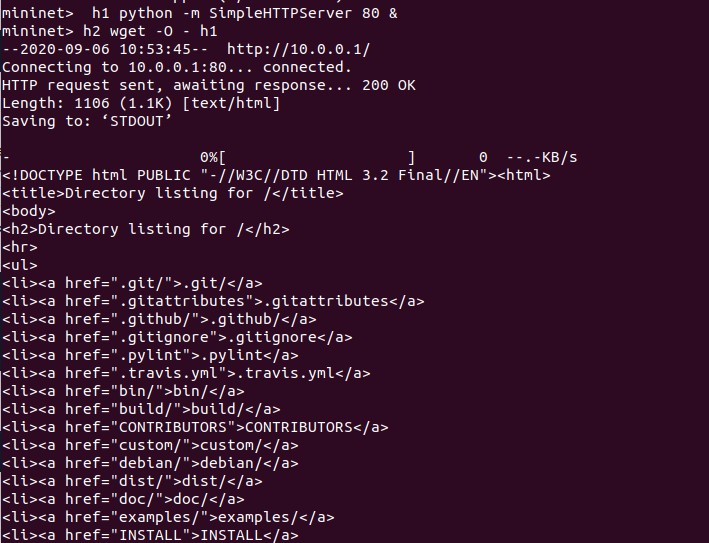 mininet>  h1 python -m SimpleHTTPServer 80 &
mininet> h2 wget -O - h1
--2020-09-06 10:53:45--  http://10.0.0.1/
Connecting to 10.0.0.1:80... connected.
HTTP request sent, awaiting response... 200 OK
Length: 1106 (1.1K) [text/html]
Saving to: ‘STDOUT’
-                     0%[                    ]       0  --.-KB/s
<!DOCTYPE html PUBLIC "-//W3C//DTD HTML 3.2 Final//EN"><html>
<title>Directory listing for /</title>
<body>
<h2>Directory listing for /</h2>
<hr>
<ul>
<li><a href=".git/">.git/</a>
<li><a href=".gitattributes">.gitattributes</a>
<li><a href=".github/">.github/</a>
<li><a href=".gitignore">.gitignore</a>
<li><a href=".pylint">.pylint</a>
<li><a href=".travis.yml">.travis.yml</a>
<li><a href="bin/">bin/</a>
<li><a href="build/">build/</a>
<li><a href="CONTRIBUTORS">CONTRIBUTORS</a>
<li><a href="custom/">custom/</a>
<li><a href="debian/">debian/</a>
<li><a href="dist/">dist/</a>
<li><a href="doc/">doc/</a>
<li><a href="examples/">examples/</a>
<li><a href="INSTALL">INSTALL</a>